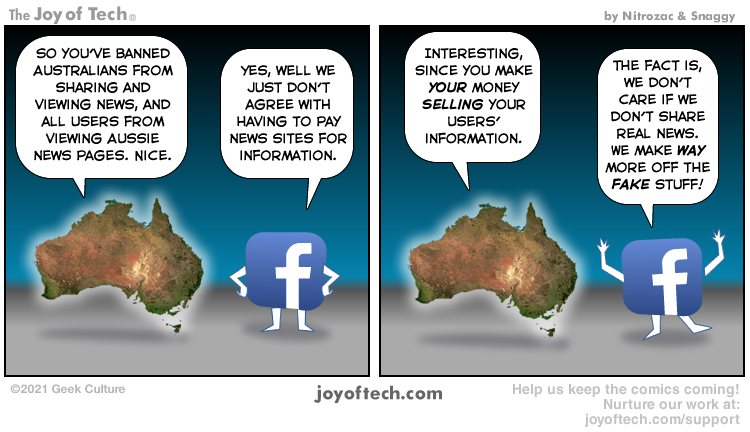 The Joy of Tech®
by Nitrozac & Snaggy
SO YOU'VE BANNED
AUSTRALIANS FROM
SHARING AND
VIEWING NEWS, AND
ALL USERS FROM
VIEWING AUSSIE
NEWS PAGES. NICE.
YES, WELL WE
JUST DON'T
AGREE WITH
HAVING TO PAY
NEWS SITES FOR
INFORMATION.
f
INTERESTING,
SINCE YOU MAKE
YOUR MONEY
SELLING YOUR
USERS'
INFORMATION.
THE FACT IS,
WE DON'T
CARE IF WE
DON'T SHARE
REAL NEWS.
WE MAKE WAY
MORE OFF THE
FAKE STUFF!
f
©2021 Geek Culture
joyoftech.com
Help us keep the comics coming!
Nurture our work at:
joyoftech.com/support